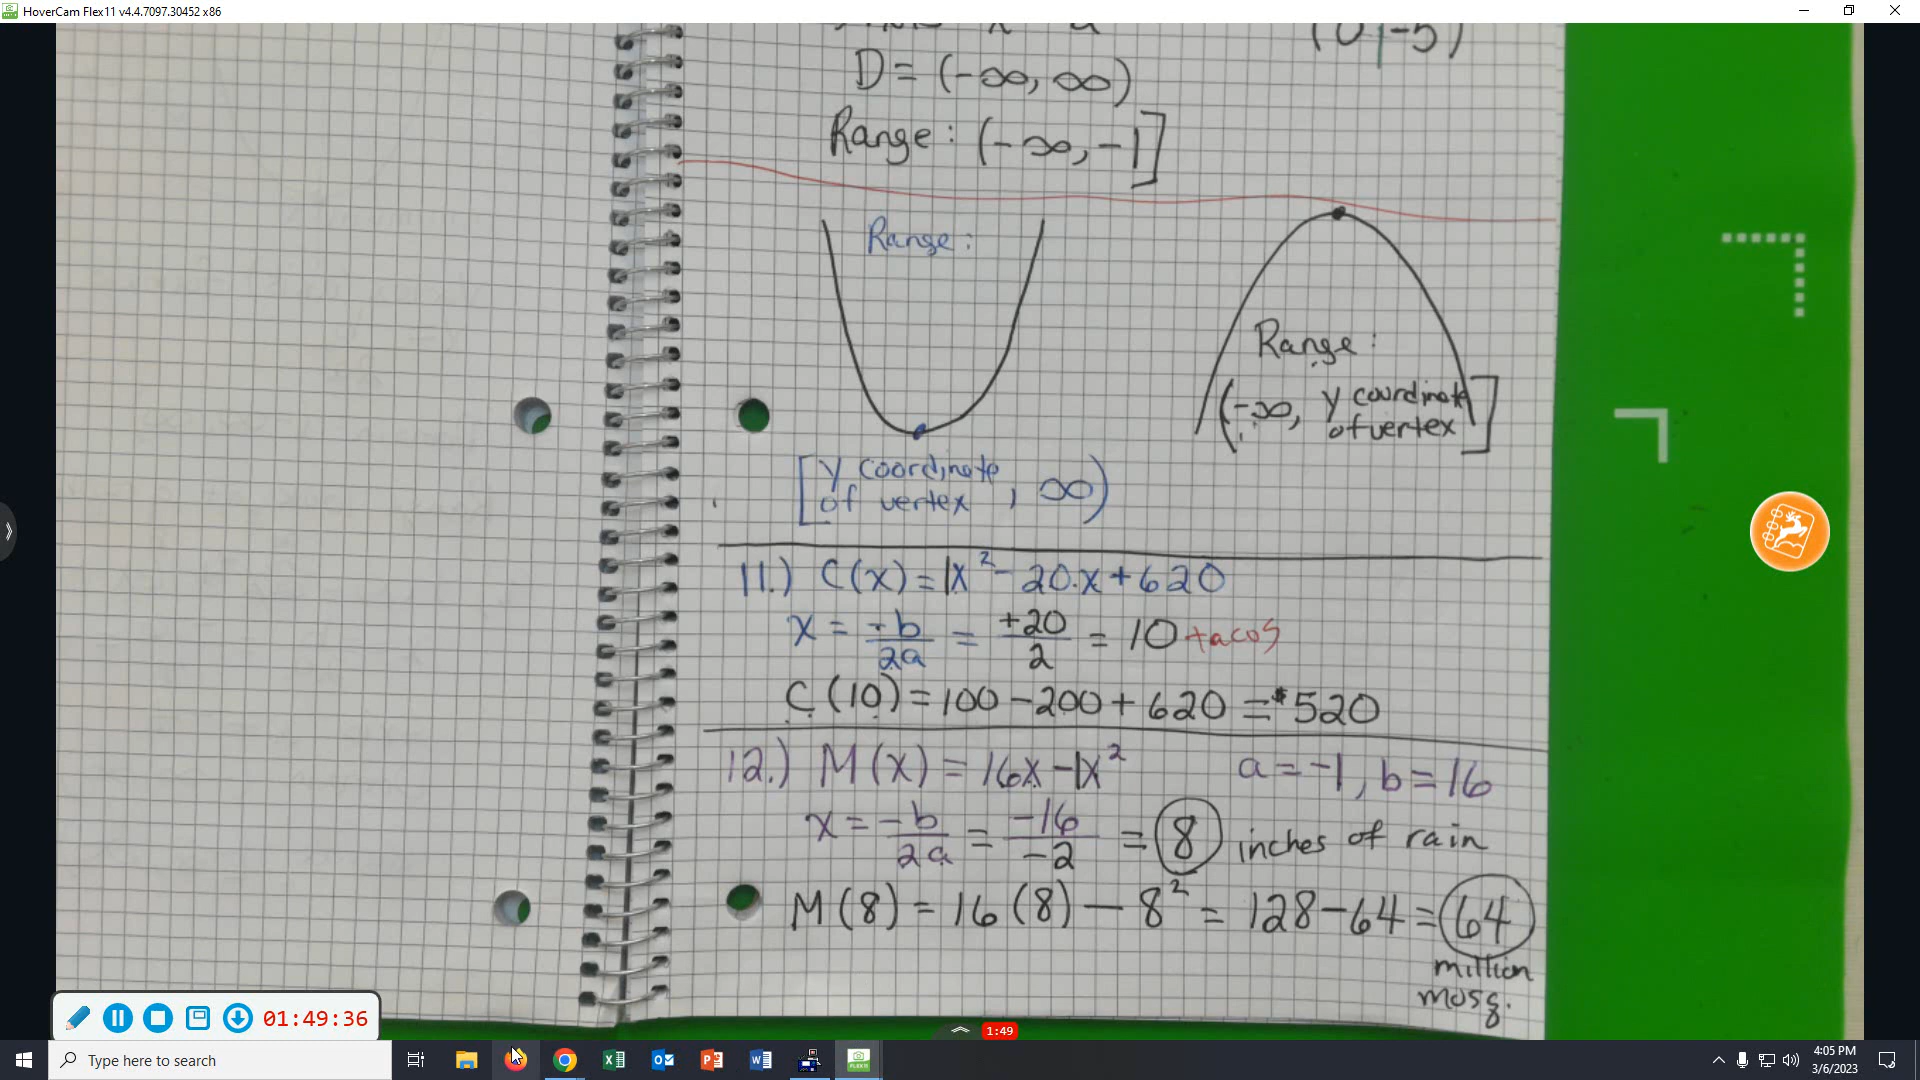 HoverCam Flex11 v4.4.7097.30452 x86
(0,-5)
D = (-∞, ∞)
Range: (-∞, -1]
Range:
Range:
(-∞, y coordinate of vertex]
[y coordinate of vertex, ∞)
11.) C(x) = 1x² - 20x + 620
x = -b/2a = +20/2 = 10 tacos
C(10) = 100 - 200 + 620 = $520
12.) M(x) = 16x - 1x² a = -1, b = 16
x = -b/2a = -16/-2 = 8 inches of rain
M(8) = 16(8) - 8² = 128 - 64 = 64
million
mosq.
01:49:36
1:49
Type here to search
4:05 PM
3/6/2023